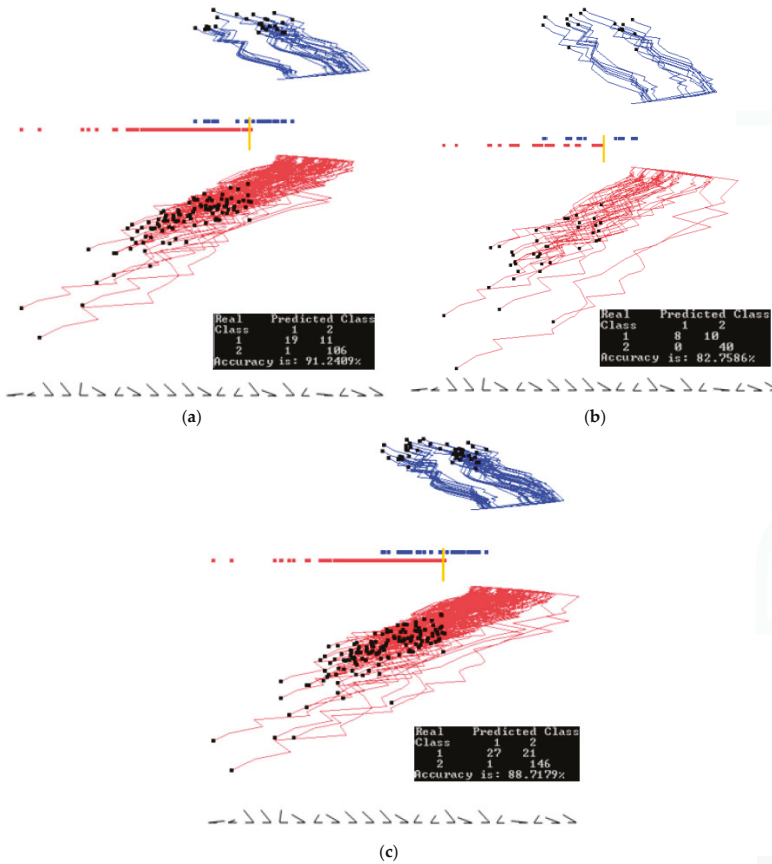 Real Predicted Class
Class 1 2
1 19 11
2 1 106
Accuracy is: 91.2409%
(a)
Real Predicted Class
Class 1 2
1 8 10
2 0 40
Accuracy is: 82.7586%
(b)
Real Predicted Class
Class 1 2
1 27 21
2 1 146
Accuracy is: 88.7179%
(c)